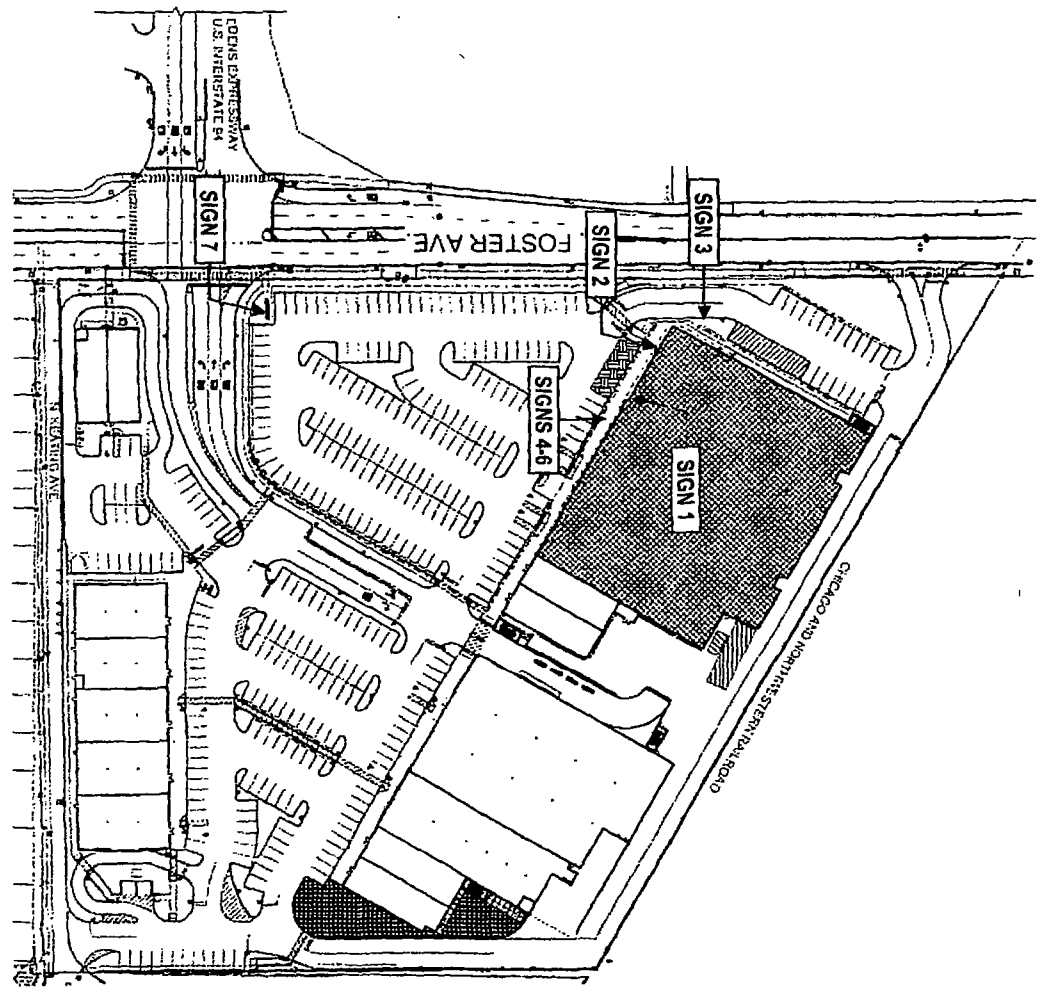 EDENS EXPRESSWAY
U.S. INTERSTATE 94
SIGN 7
FOSTER AVE.
SIGN 2
SIGN 3
SIGNS 4-6
SIGN 1
CHICAGO AND NORTHWESTERN RAILROAD